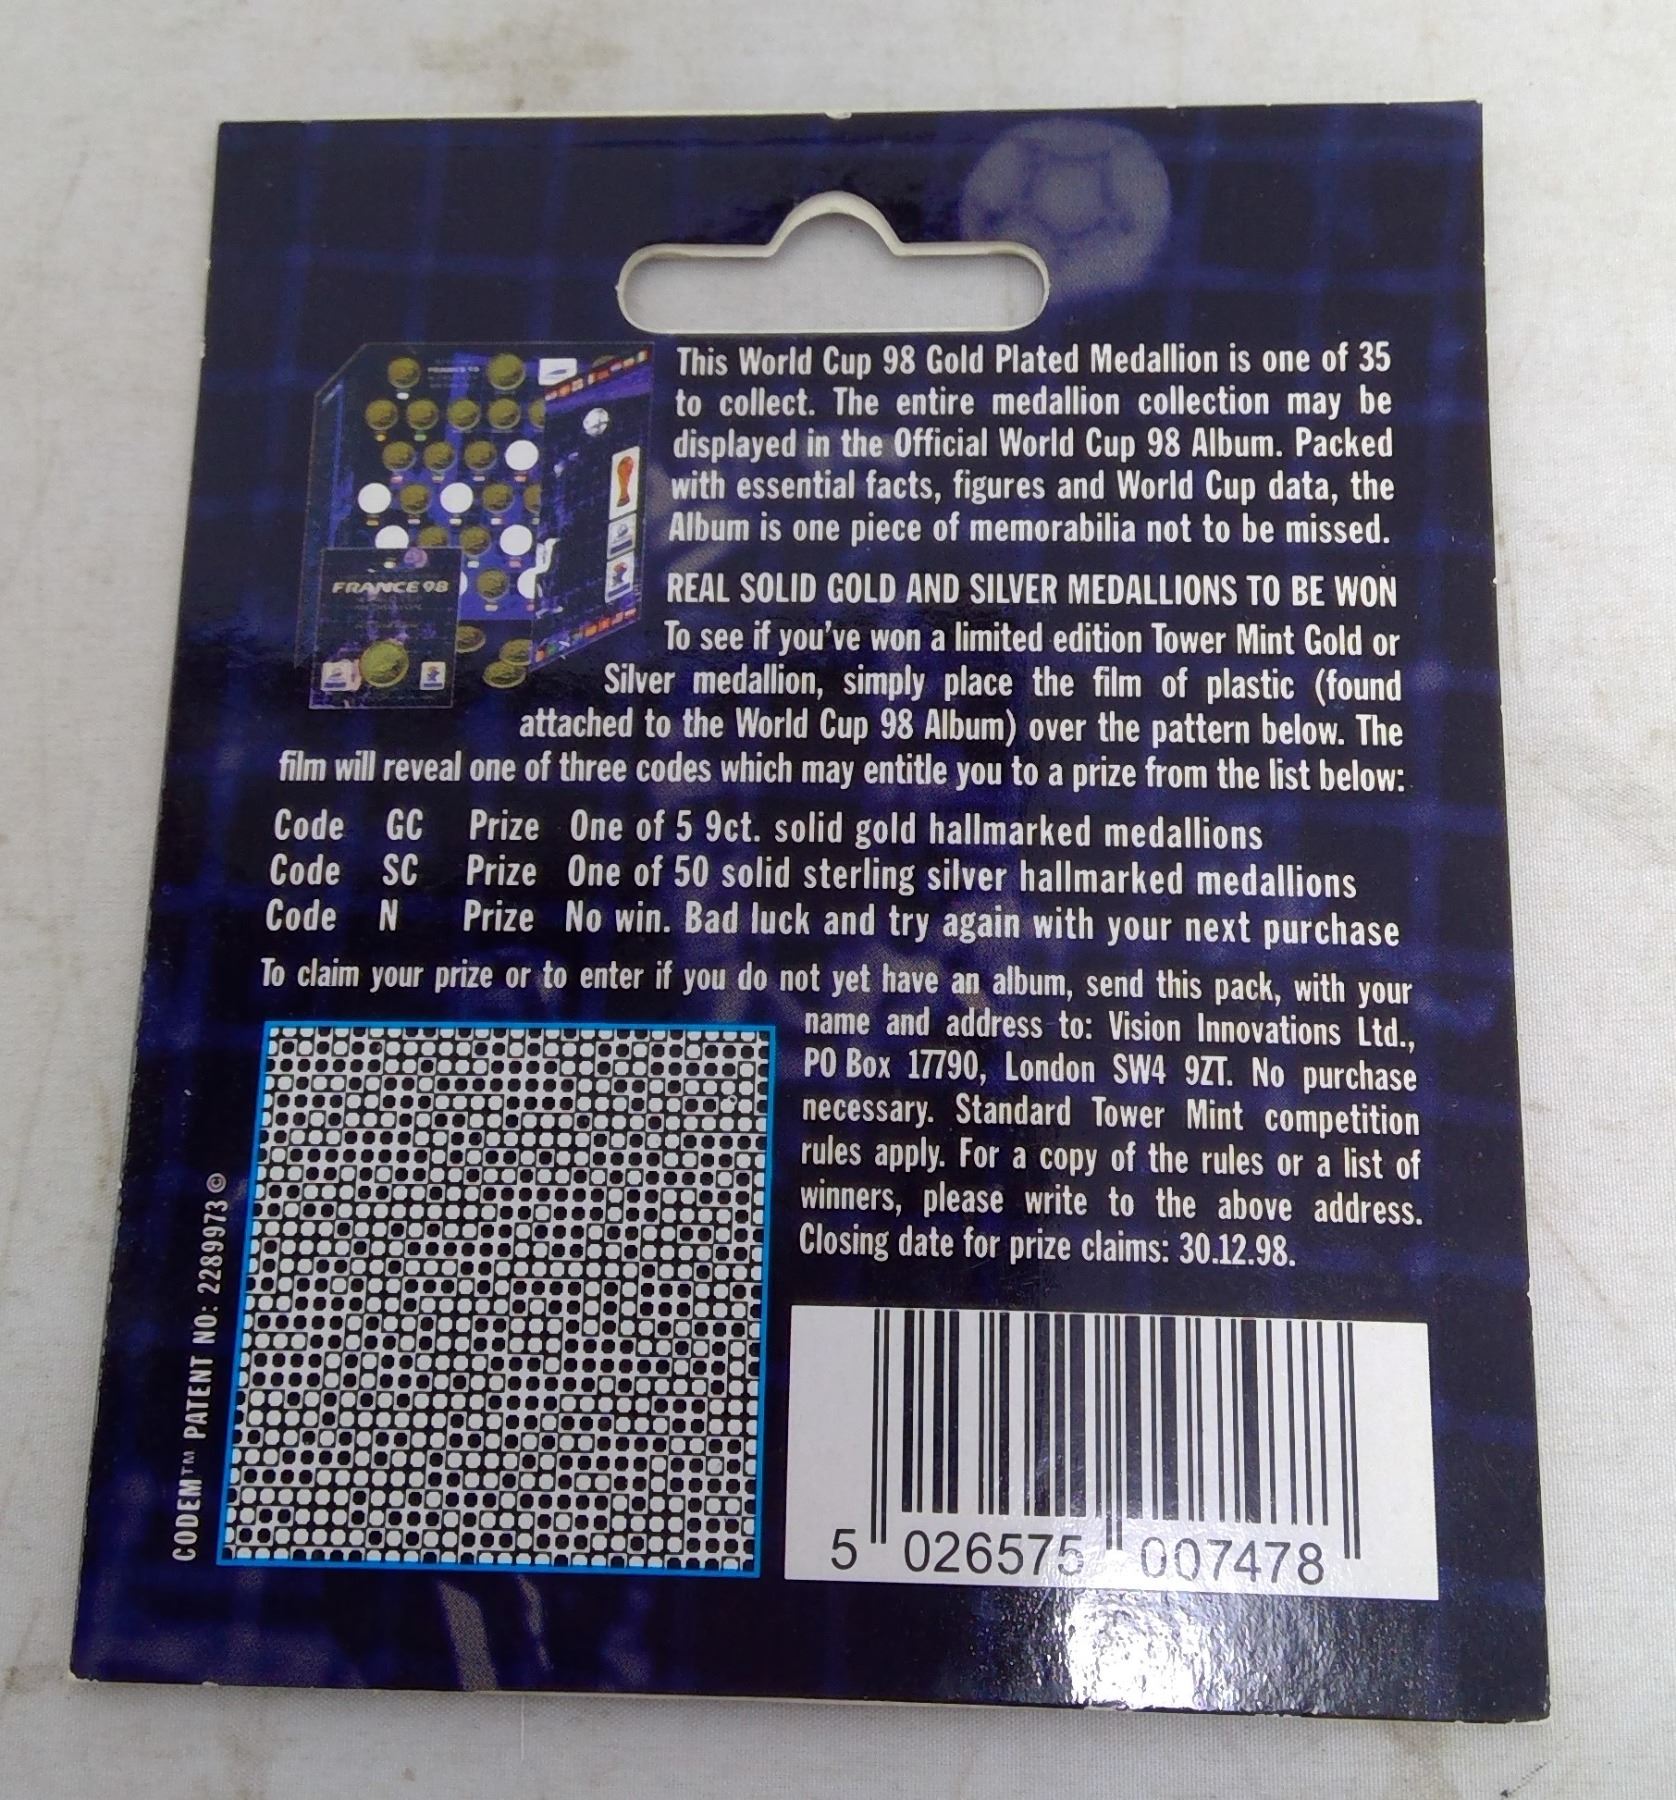 This World Cup 98 Gold Plated Medallion is one of 35
to collect. The entire medallion collection may be
displayed in the Official World Cup 98 Album. Packed
with essential facts, figures and World Cup data, the
Album is one piece of memorabilia not to be missed.
FRANCE 98
REAL SOLID GOLD AND SILVER MEDALLIONS TO BE WON
To see if you've won a limited edition Tower Mint Gold or
Silver medallion, simply place the film of plastic (found
attached to the World Cup 98 Album) over the pattern below. The
film will reveal one of three codes which may entitle you to a prize from the list below:
Code GC Prize One of 5 9ct. solid gold hallmarked medallions
Code SC Prize One of 50 solid sterling silver hallmarked medallions
Code N Prize No win. Bad luck and try again with your next purchase
To claim your prize or to enter if you do not yet have an album, send this pack, with your
name and address to: Vision Innovations Ltd.,
PO Box 17790, London SW4 9ZT. No purchase
necessary. Standard Tower Mint competition
rules apply. For a copy of the rules or a list of
winners, please write to the above address.
Closing date for prize claims: 30.12.98.
CODEM™ PATENT NO: 2289973 ©
5 026575 007478